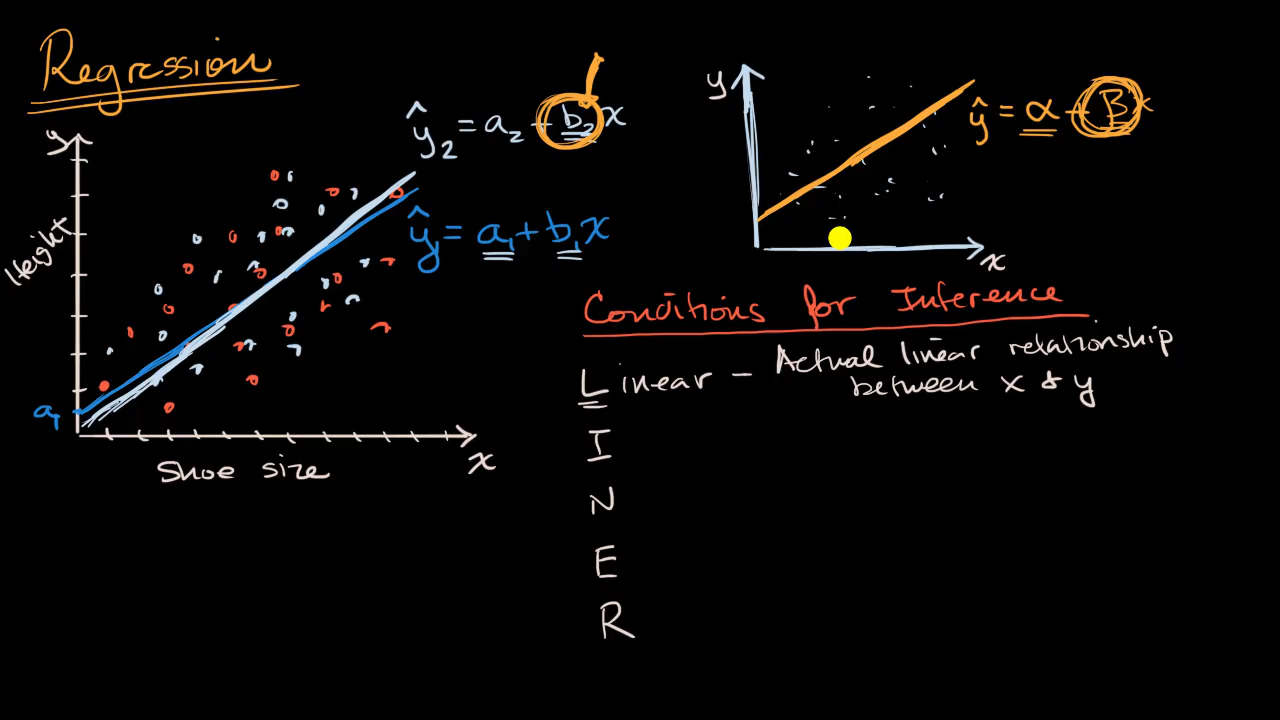 Regression
y
Height
a₁
Shoe size
x
ŷ₂ = a₂ + b₂x
ŷ₁ = a₁ + b₁x
y
x
ŷ = α + βx
Conditions for Inference
Linear - Actual linear relationship
between x & y
I
N
E
R